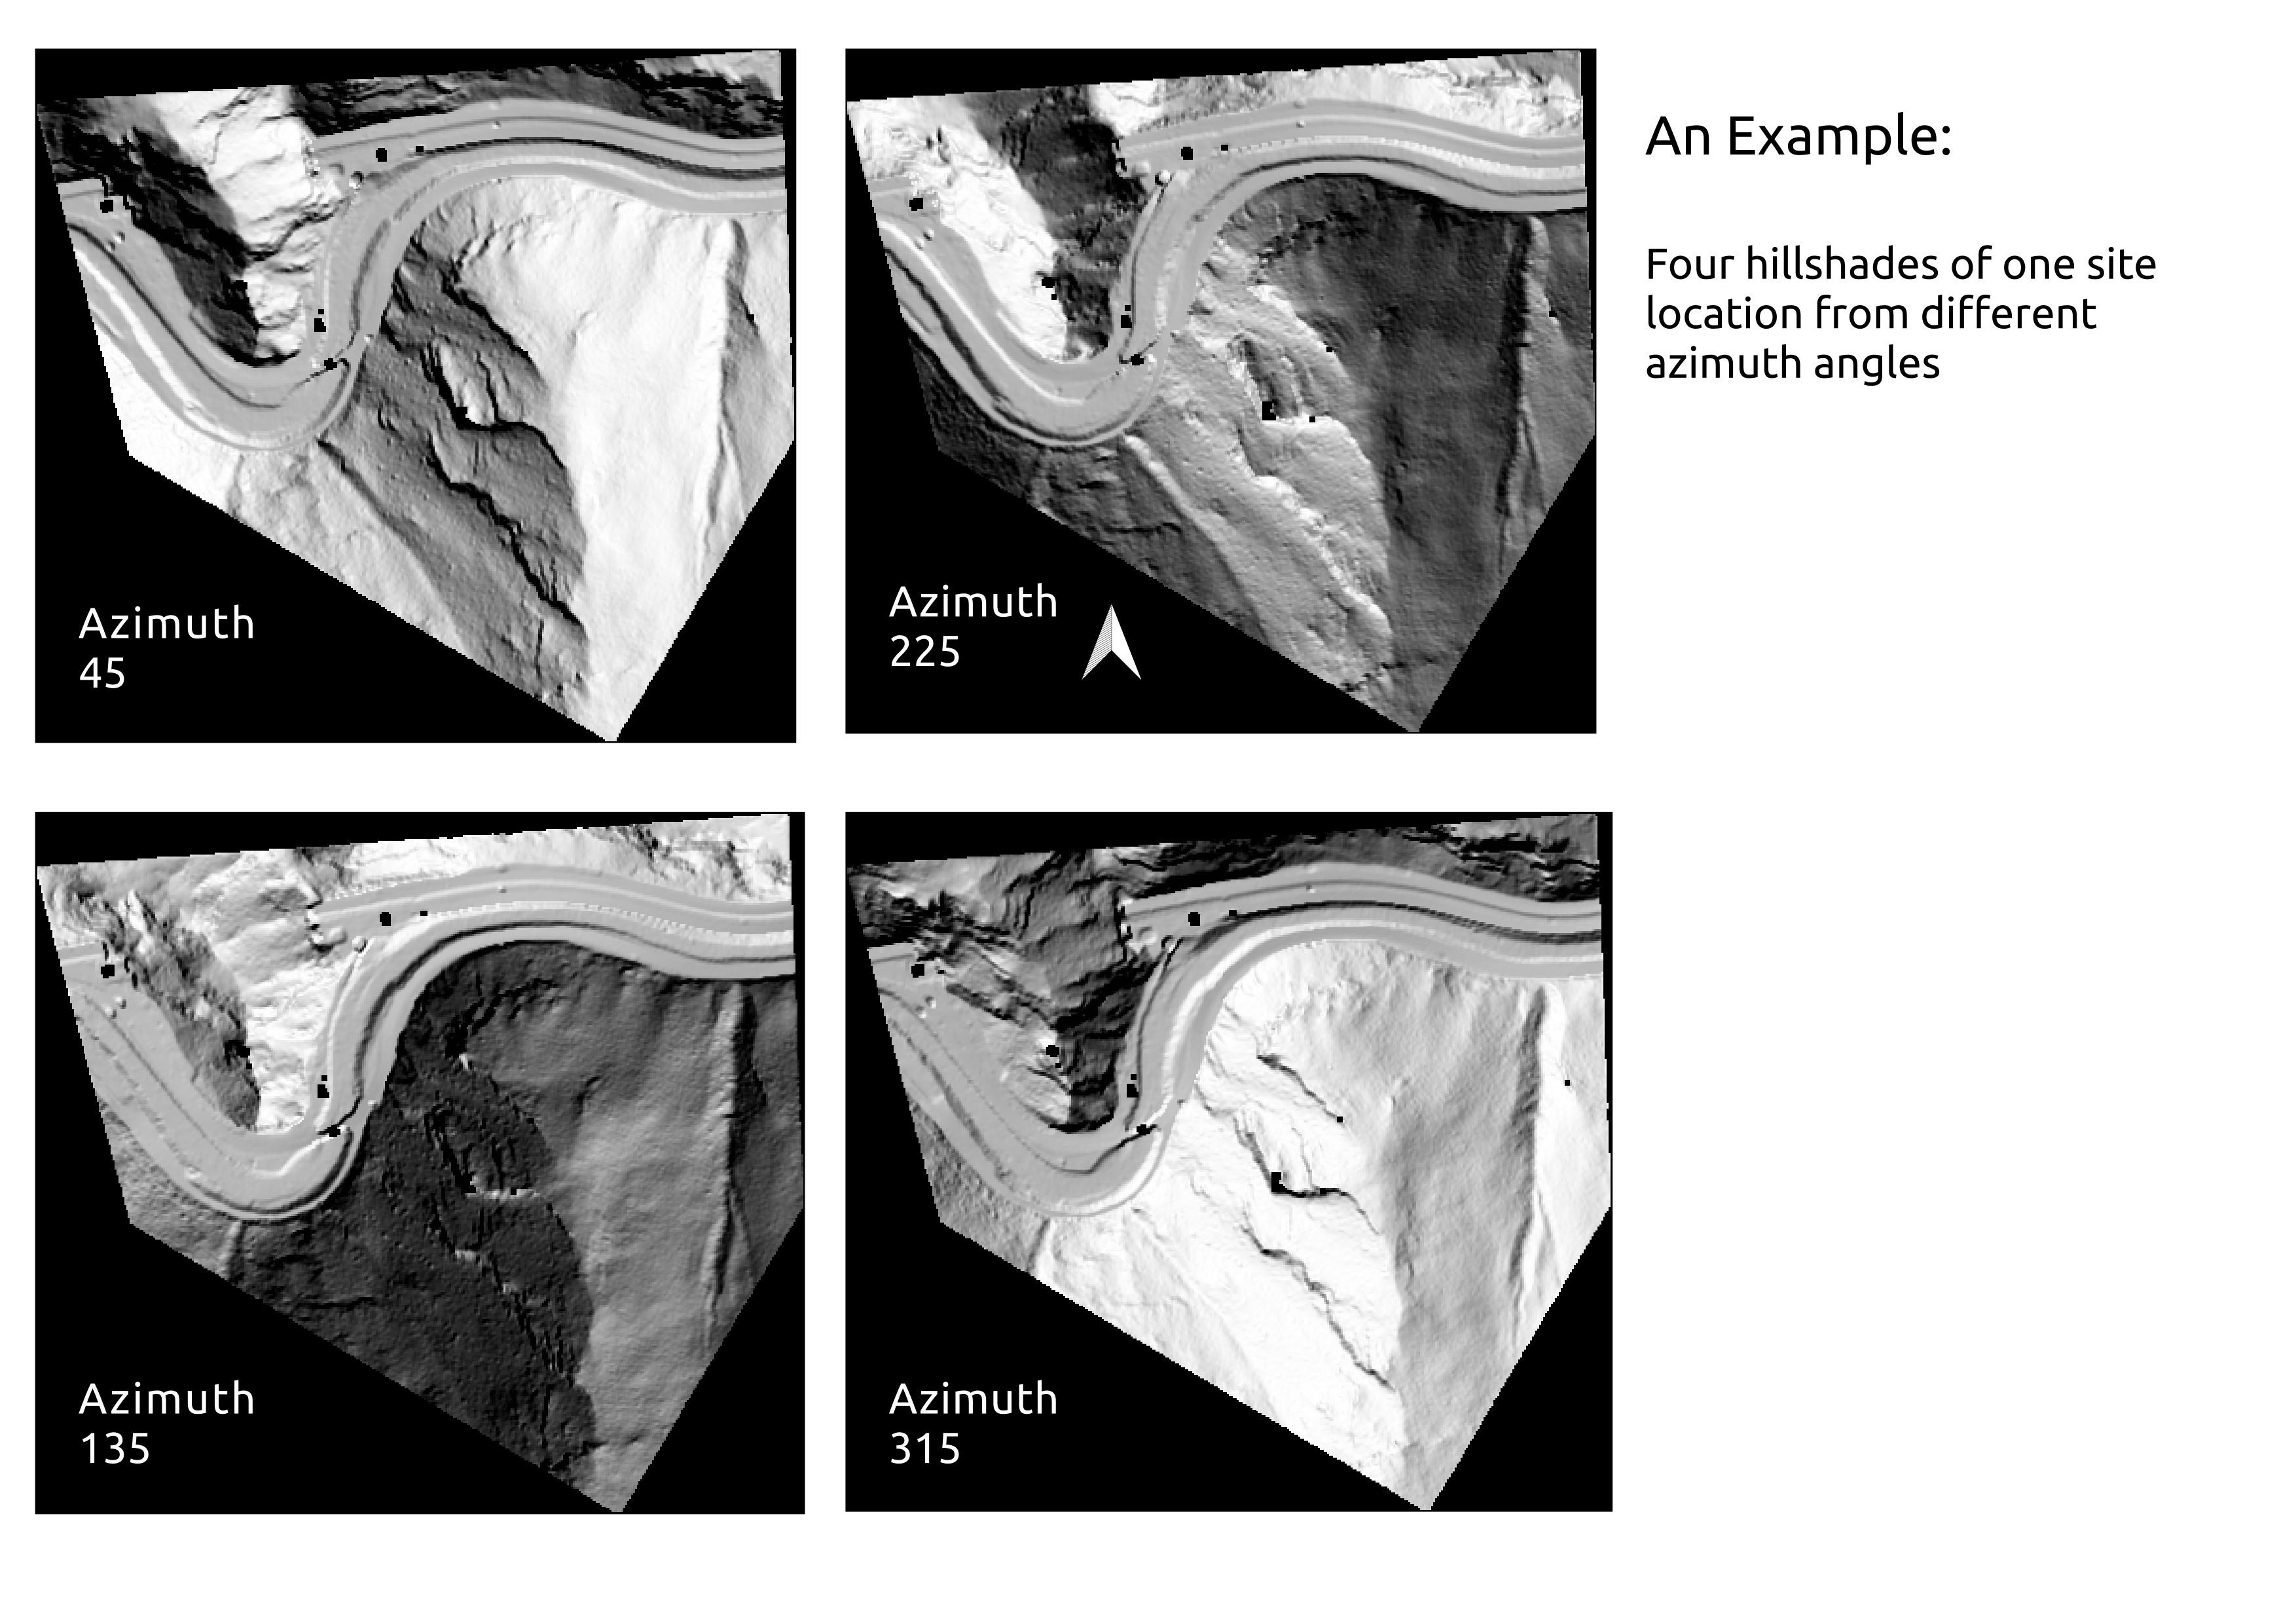 An Example:
Four hillshades of one site
location from different
azimuth angles
Azimuth
45
Azimuth
225
Azimuth
135
Azimuth
315